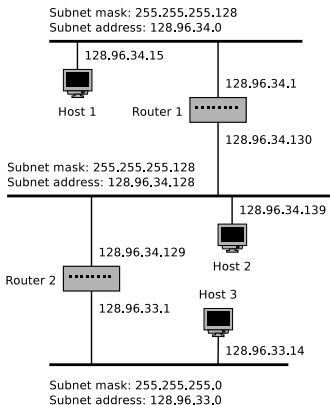 Subnet mask: 255.255.255.128
Subnet address: 128.96.34.0
128.96.34.15
128.96.34.1
Host 1
Router 1
128.96.34.130
Subnet mask: 255.255.255.128
Subnet address: 128.96.34.128
128.96.34.139
128.96.34.129
Host 2
Router 2
Host 3
128.96.33.1
128.96.33.14
Subnet mask: 255.255.255.0
Subnet address: 128.96.33.0